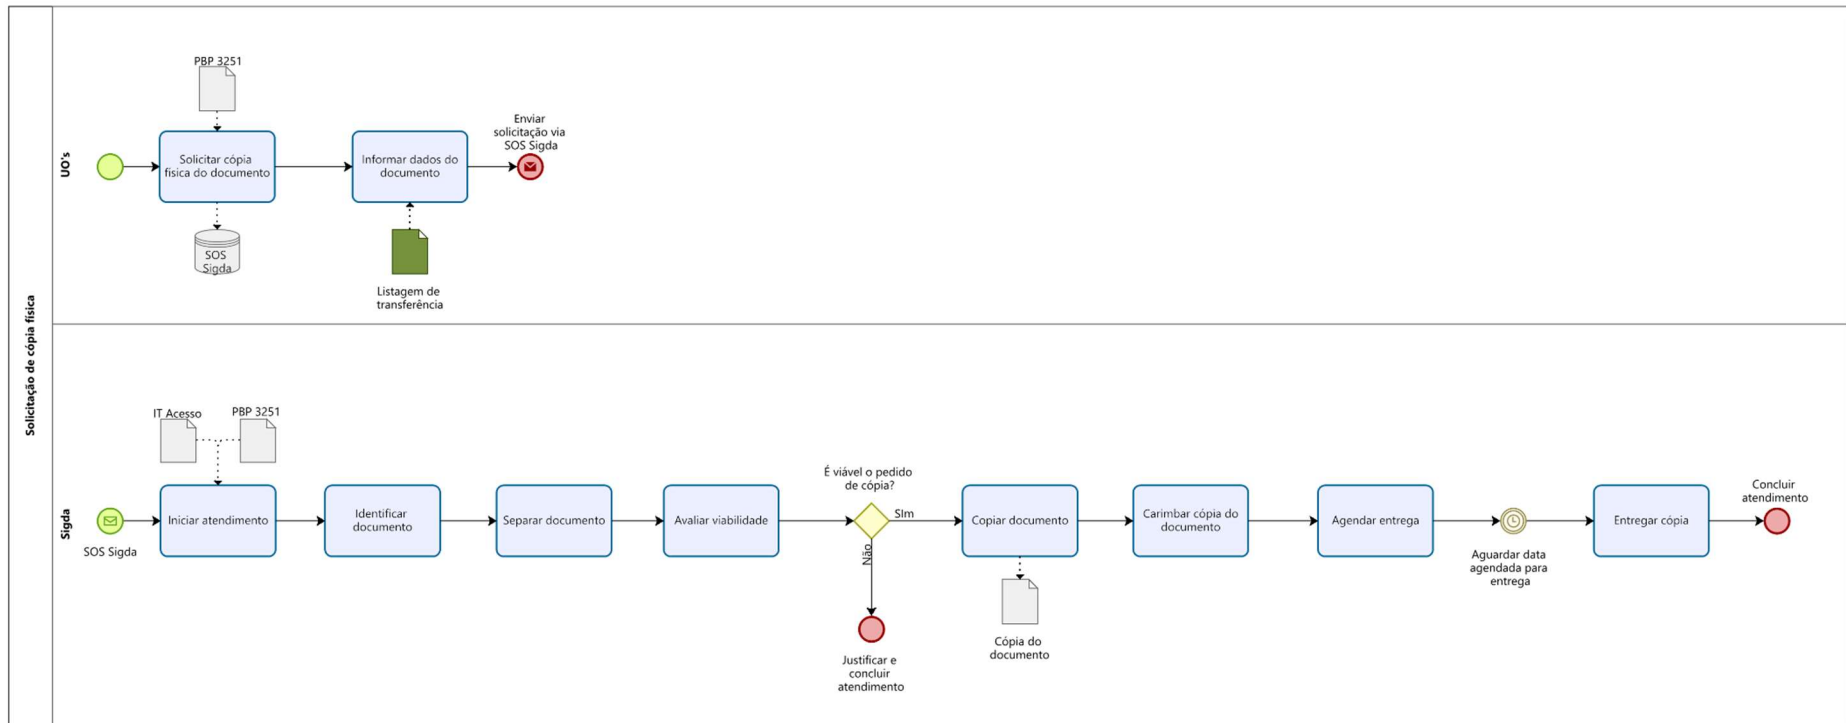 Solicitação de cópia física
UO's
PBP 3251
Solicitar cópia
física do documento
SOS
Sigda
Informar dados do
documento
Listagem de
transferência
Enviar
solicitação via
SOS Sigda
Sigda
SOS Sigda
IT Acesso
PBP 3251
Iniciar atendimento
Identificar
documento
Separar documento
Avaliar viabilidade
É viável o pedido
de cópia?
SIm
Não
Justificar e
concluir
atendimento
Copiar documento
Cópia do
documento
Carimbar cópia do
documento
Agendar entrega
Aguardar data
agendada para
entrega
Entregar cópia
Concluir
atendimento